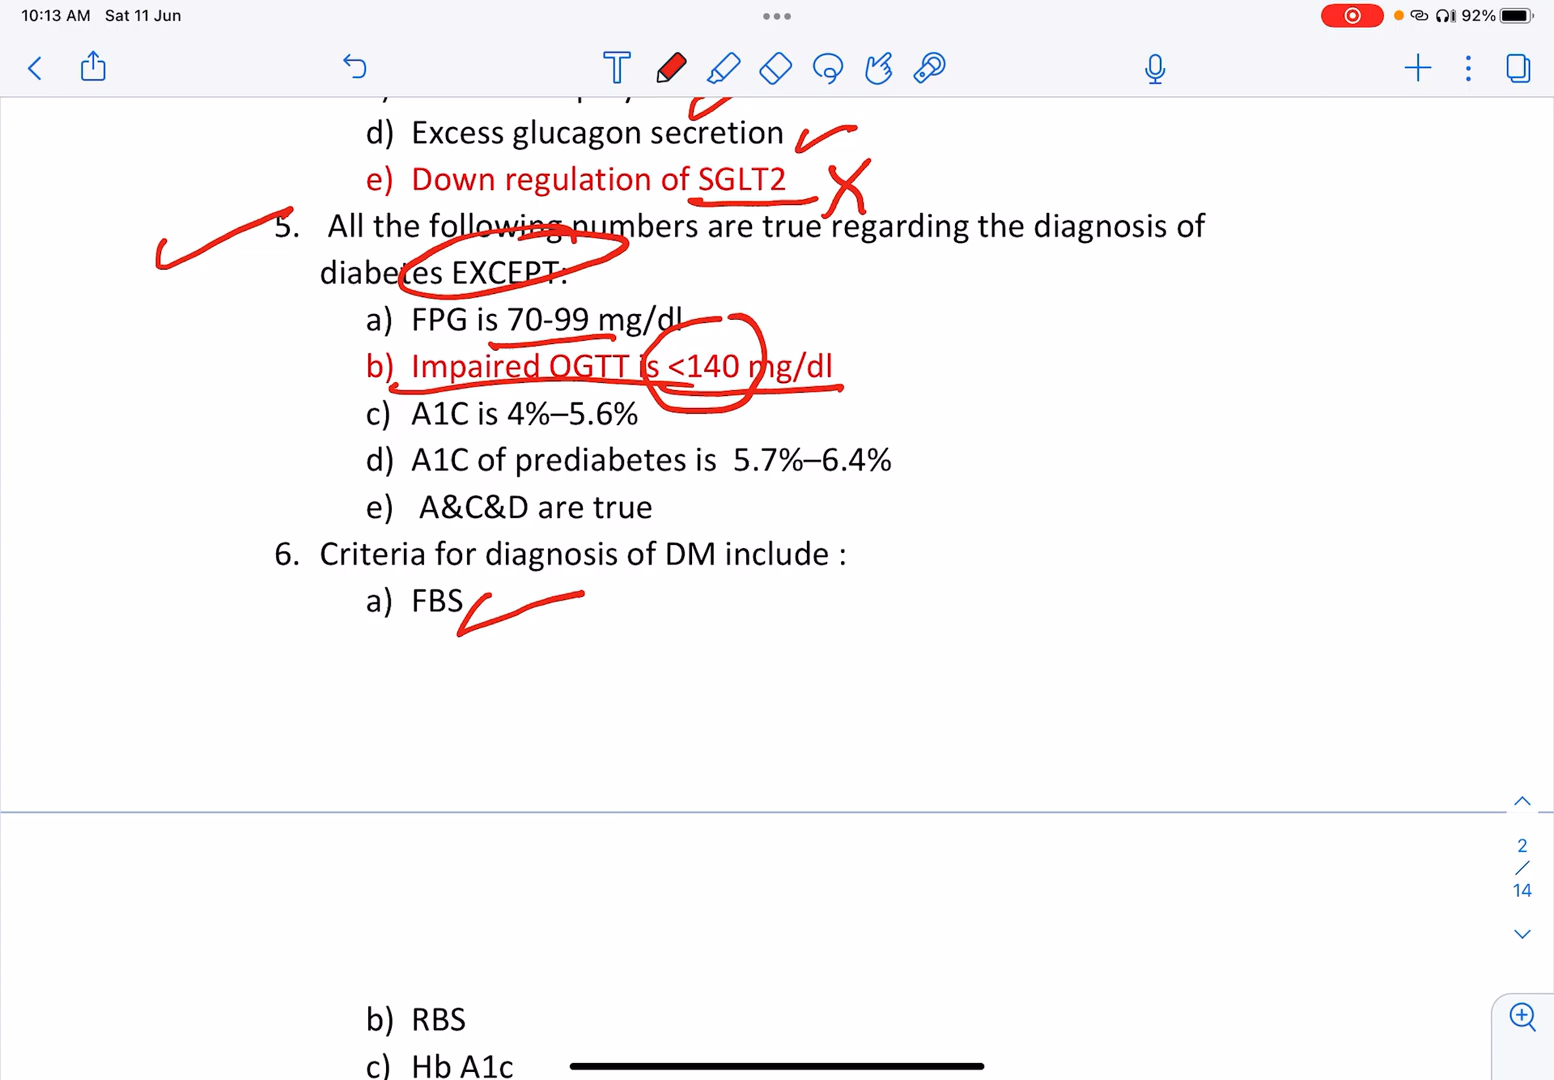 10:13 AM Sat 11 Jun
92%
T
d) Excess glucagon secretion
e) Down regulation of SGLT2
5. All the following numbers are true regarding the diagnosis of
diabetes EXCEPT:
a) FPG is 70-99 mg/dl
b) Impaired OGTT is <140 mg/dl
c) A1C is 4%–5.6%
d) A1C of prediabetes is 5.7%–6.4%
e) A&C&D are true
6. Criteria for diagnosis of DM include :
a) FBS
2
/
14
b) RBS
c) Hb A1c